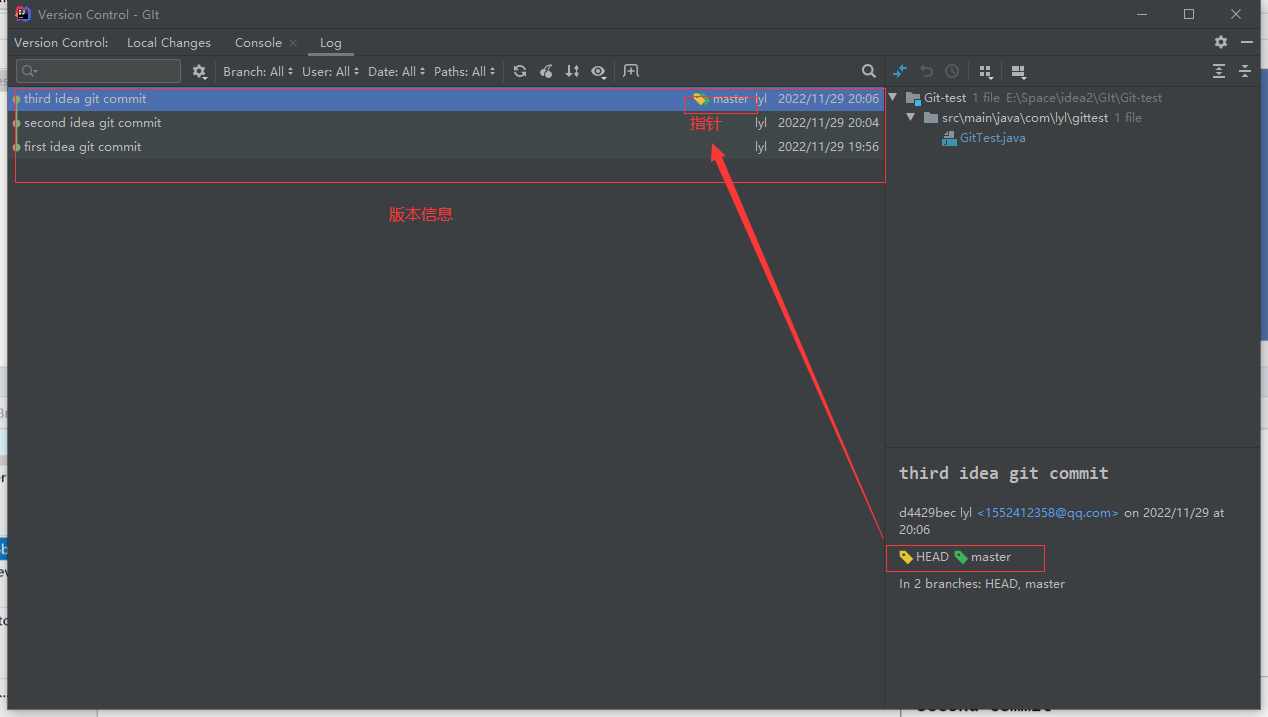 Version Control - GIt
Version Control: Local Changes Console Log
Branch: All User: All Date: All Paths: All
third idea git commit master lyl 2022/11/29 20:06
指针
second idea git commit lyl 2022/11/29 20:04
first idea git commit lyl 2022/11/29 19:56
版本信息
Git-test 1 file E:\Space\idea2\GIt\Git-test
src\main\java\com\lyl\gittest 1 file
GitTest.java
third idea git commit
d4429bec lyl <1552412358@qq.com> on 2022/11/29 at
20:06
HEAD master
In 2 branches: HEAD, master